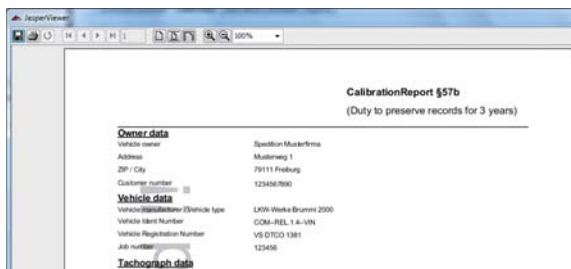 JasperViewer
1
100%
CalibrationReport §57b
(Duty to preserve records for 3 years)
Owner data
Vehicle owner Spedition Musterfirma
Address Musterweg 1
ZIP / City 79111 Freiburg
Customer number 1234567890
Vehicle data
Vehicle manufacturer / Vehicle type LKW-Werke Brummi 2000
Vehicle Ident Number COM-REL.1.4-VIN
Vehicle Registration Number VS DTCO 1381
Job number 123456
Tachograph data